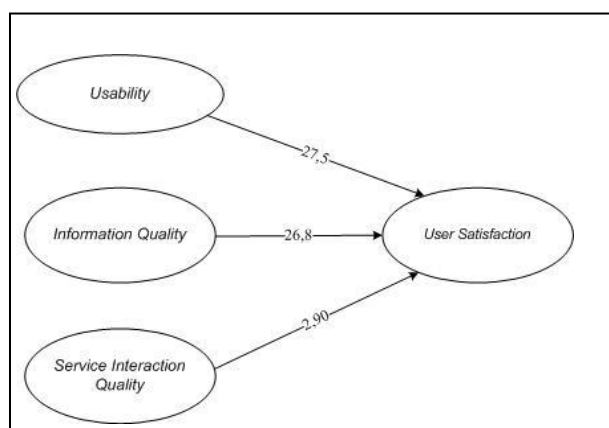 Usability
27,5
Information Quality
26,8
User Satisfaction
2,90
Service Interaction
Quality